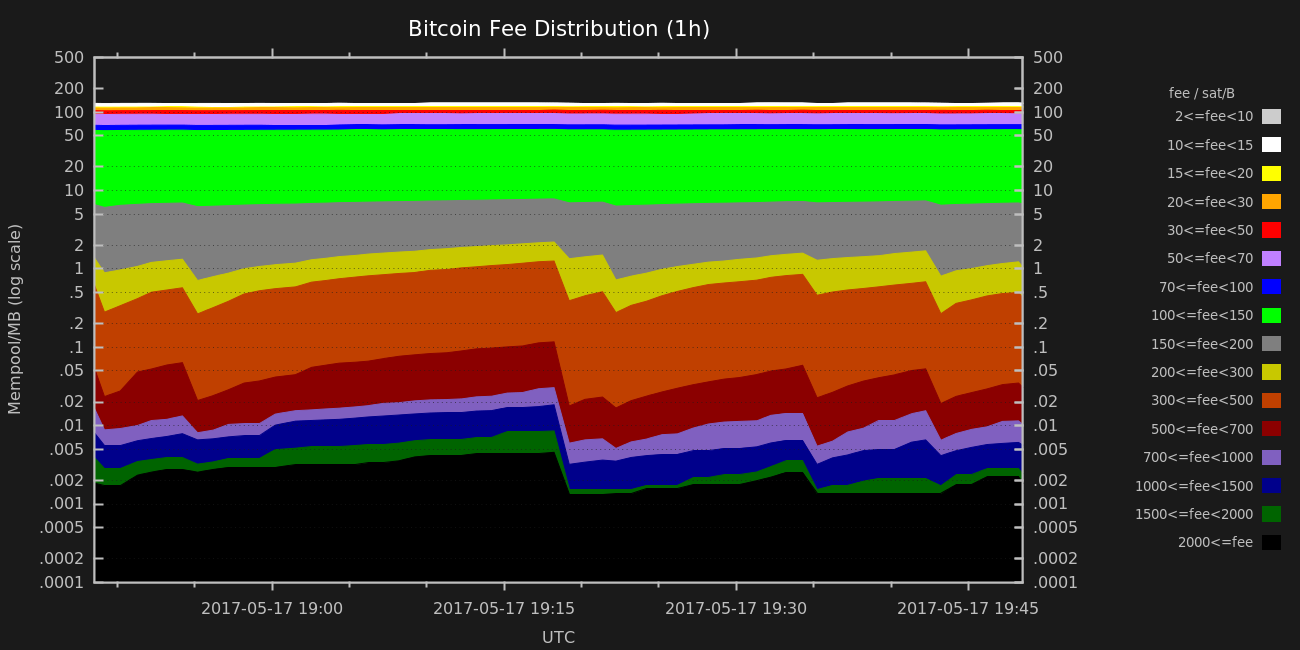 Bitcoin Fee Distribution (1h)
500
200
100
50
20
10
5
2
1
.5
.2
.1
.05
.02
.01
.005
.002
.001
.0005
.0002
.0001
Mempool/MB (log scale)
500
200
100
50
20
10
5
2
1
.5
.2
.1
.05
.02
.01
.005
.002
.001
.0005
.0002
.0001
2017-05-17 19:00
2017-05-17 19:15
2017-05-17 19:30
2017-05-17 19:45
UTC
fee / sat/B
2<=fee<10
10<=fee<15
15<=fee<20
20<=fee<30
30<=fee<50
50<=fee<70
70<=fee<100
100<=fee<150
150<=fee<200
200<=fee<300
300<=fee<500
500<=fee<700
700<=fee<1000
1000<=fee<1500
1500<=fee<2000
2000<=fee